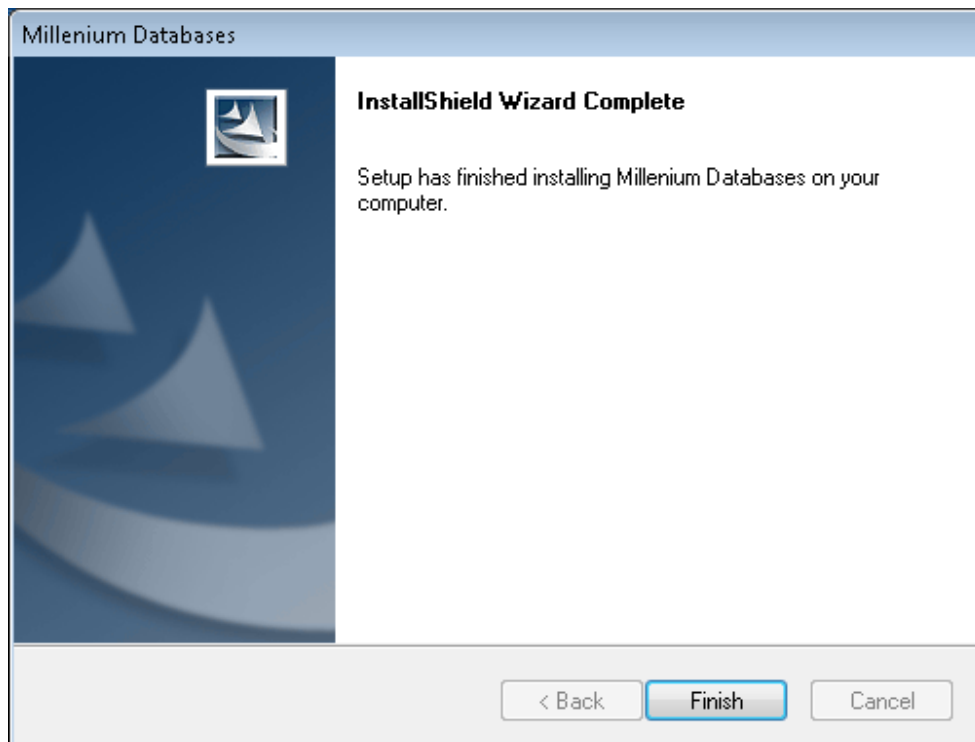 Millenium Databases
InstallShield Wizard Complete
Setup has finished installing Millenium Databases on your
computer.
< Back
Finish
Cancel